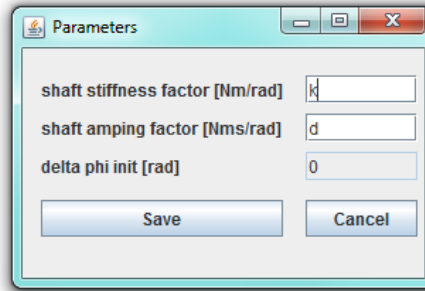 Parameters
shaft stiffness factor [Nm/rad] k
shaft amping factor [Nms/rad] d
delta phi init [rad] 0
Save Cancel